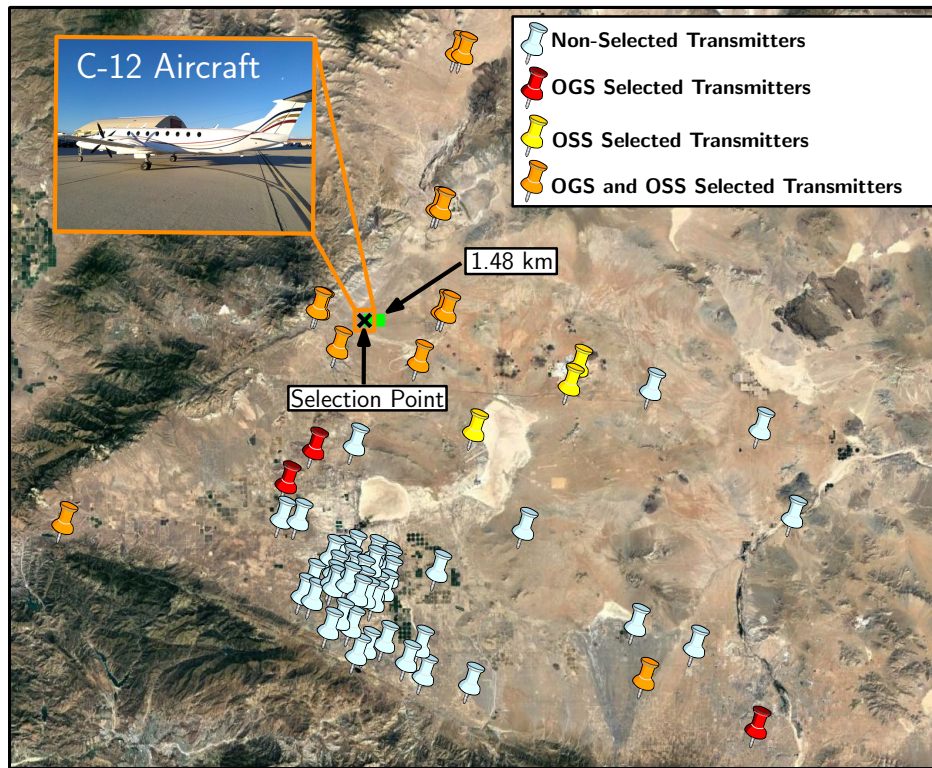 C-12 Aircraft
Non-Selected Transmitters
OGS Selected Transmitters
OSS Selected Transmitters
OGS and OSS Selected Transmitters
1.48 km
Selection Point